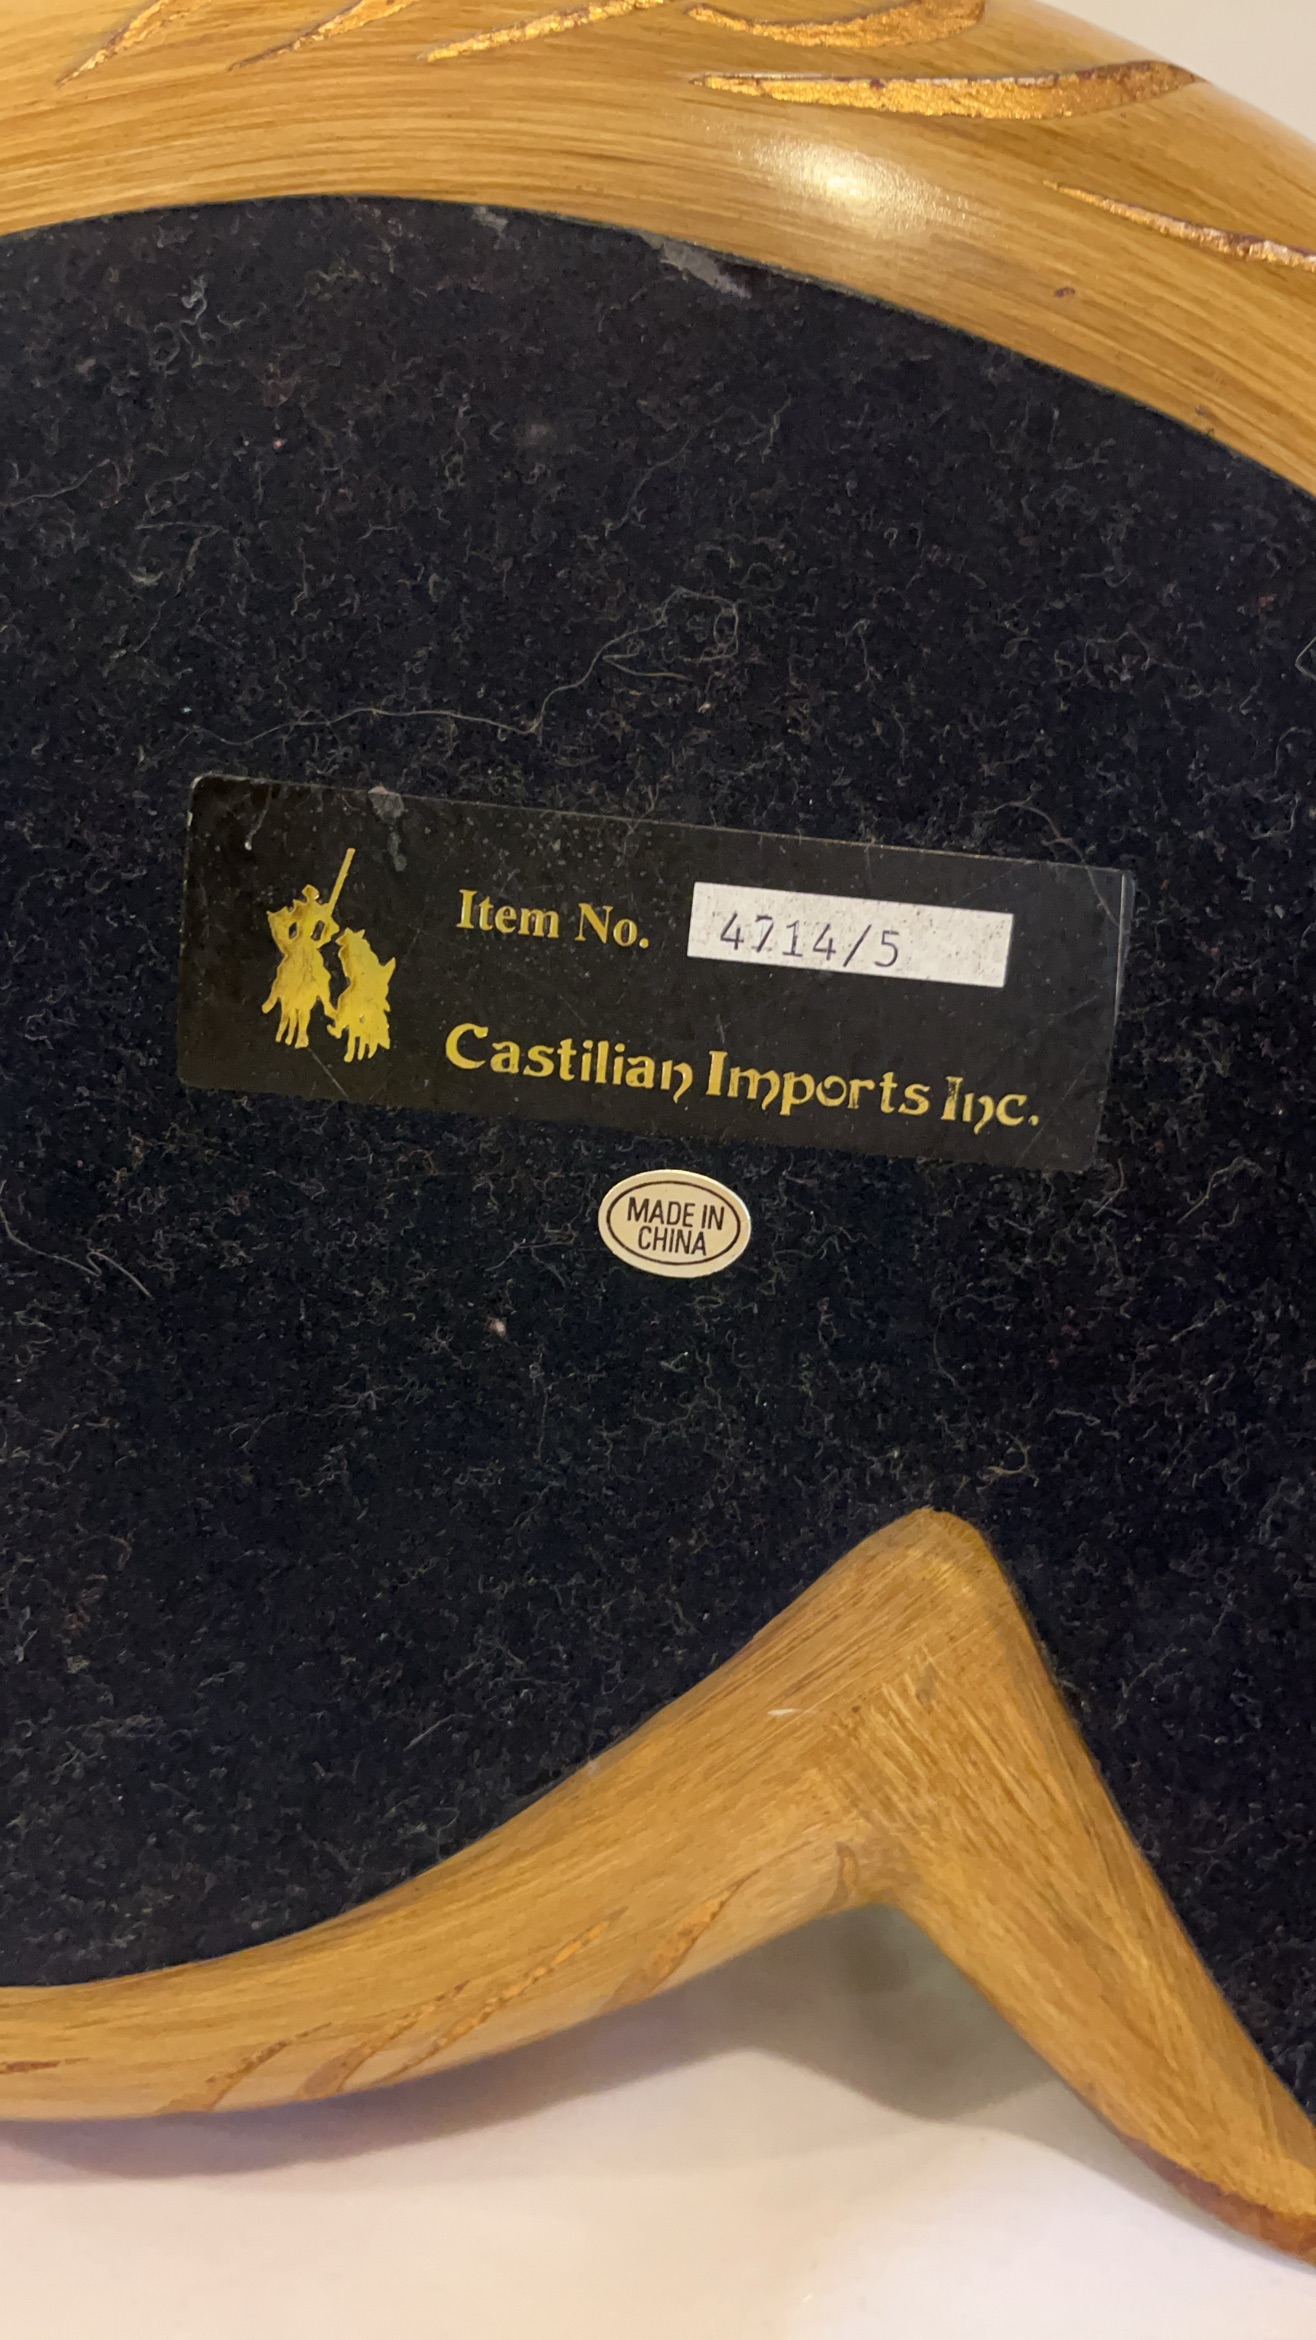 Item No. 4714/5
Castilian Imports Inc.
MADE IN
CHINA